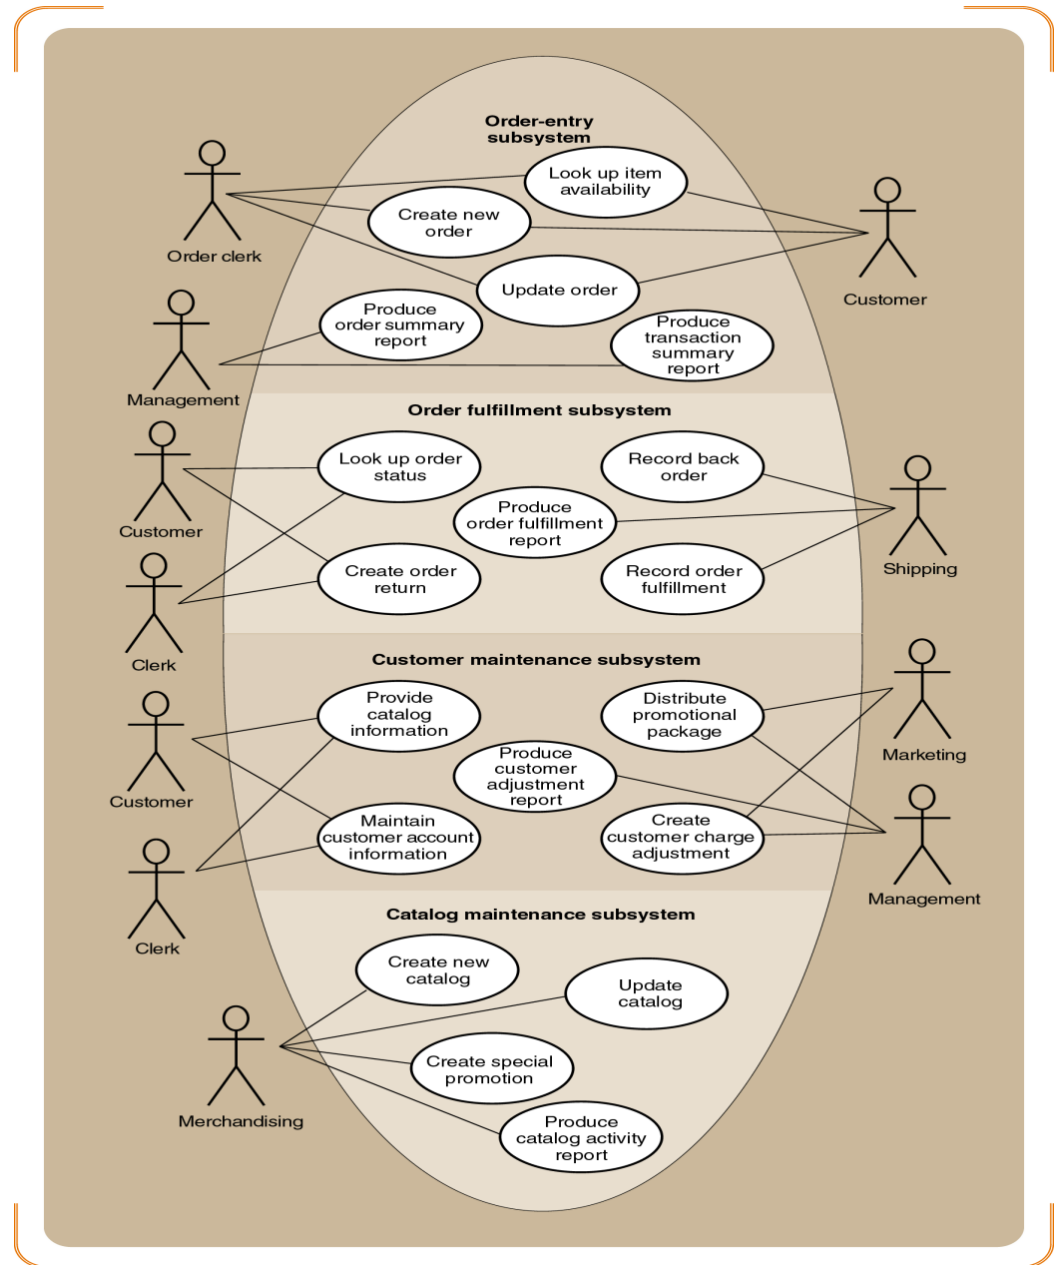 Order-entry
subsystem
Look up item
availability
Create new
order
Order clerk
Update order
Customer
Produce
order summary
report
Produce
transaction
summary
report
Management
Order fulfillment subsystem
Look up order
status
Record back
order
Produce
order fulfillment
report
Customer
Create order
return
Record order
fulfillment
Shipping
Clerk
Customer maintenance subsystem
Provide
catalog
information
Distribute
promotional
package
Produce
customer
adjustment
report
Marketing
Customer
Maintain
customer account
information
Create
customer charge
adjustment
Management
Clerk
Catalog maintenance subsystem
Create new
catalog
Update
catalog
Create special
promotion
Merchandising
Produce
catalog activity
report